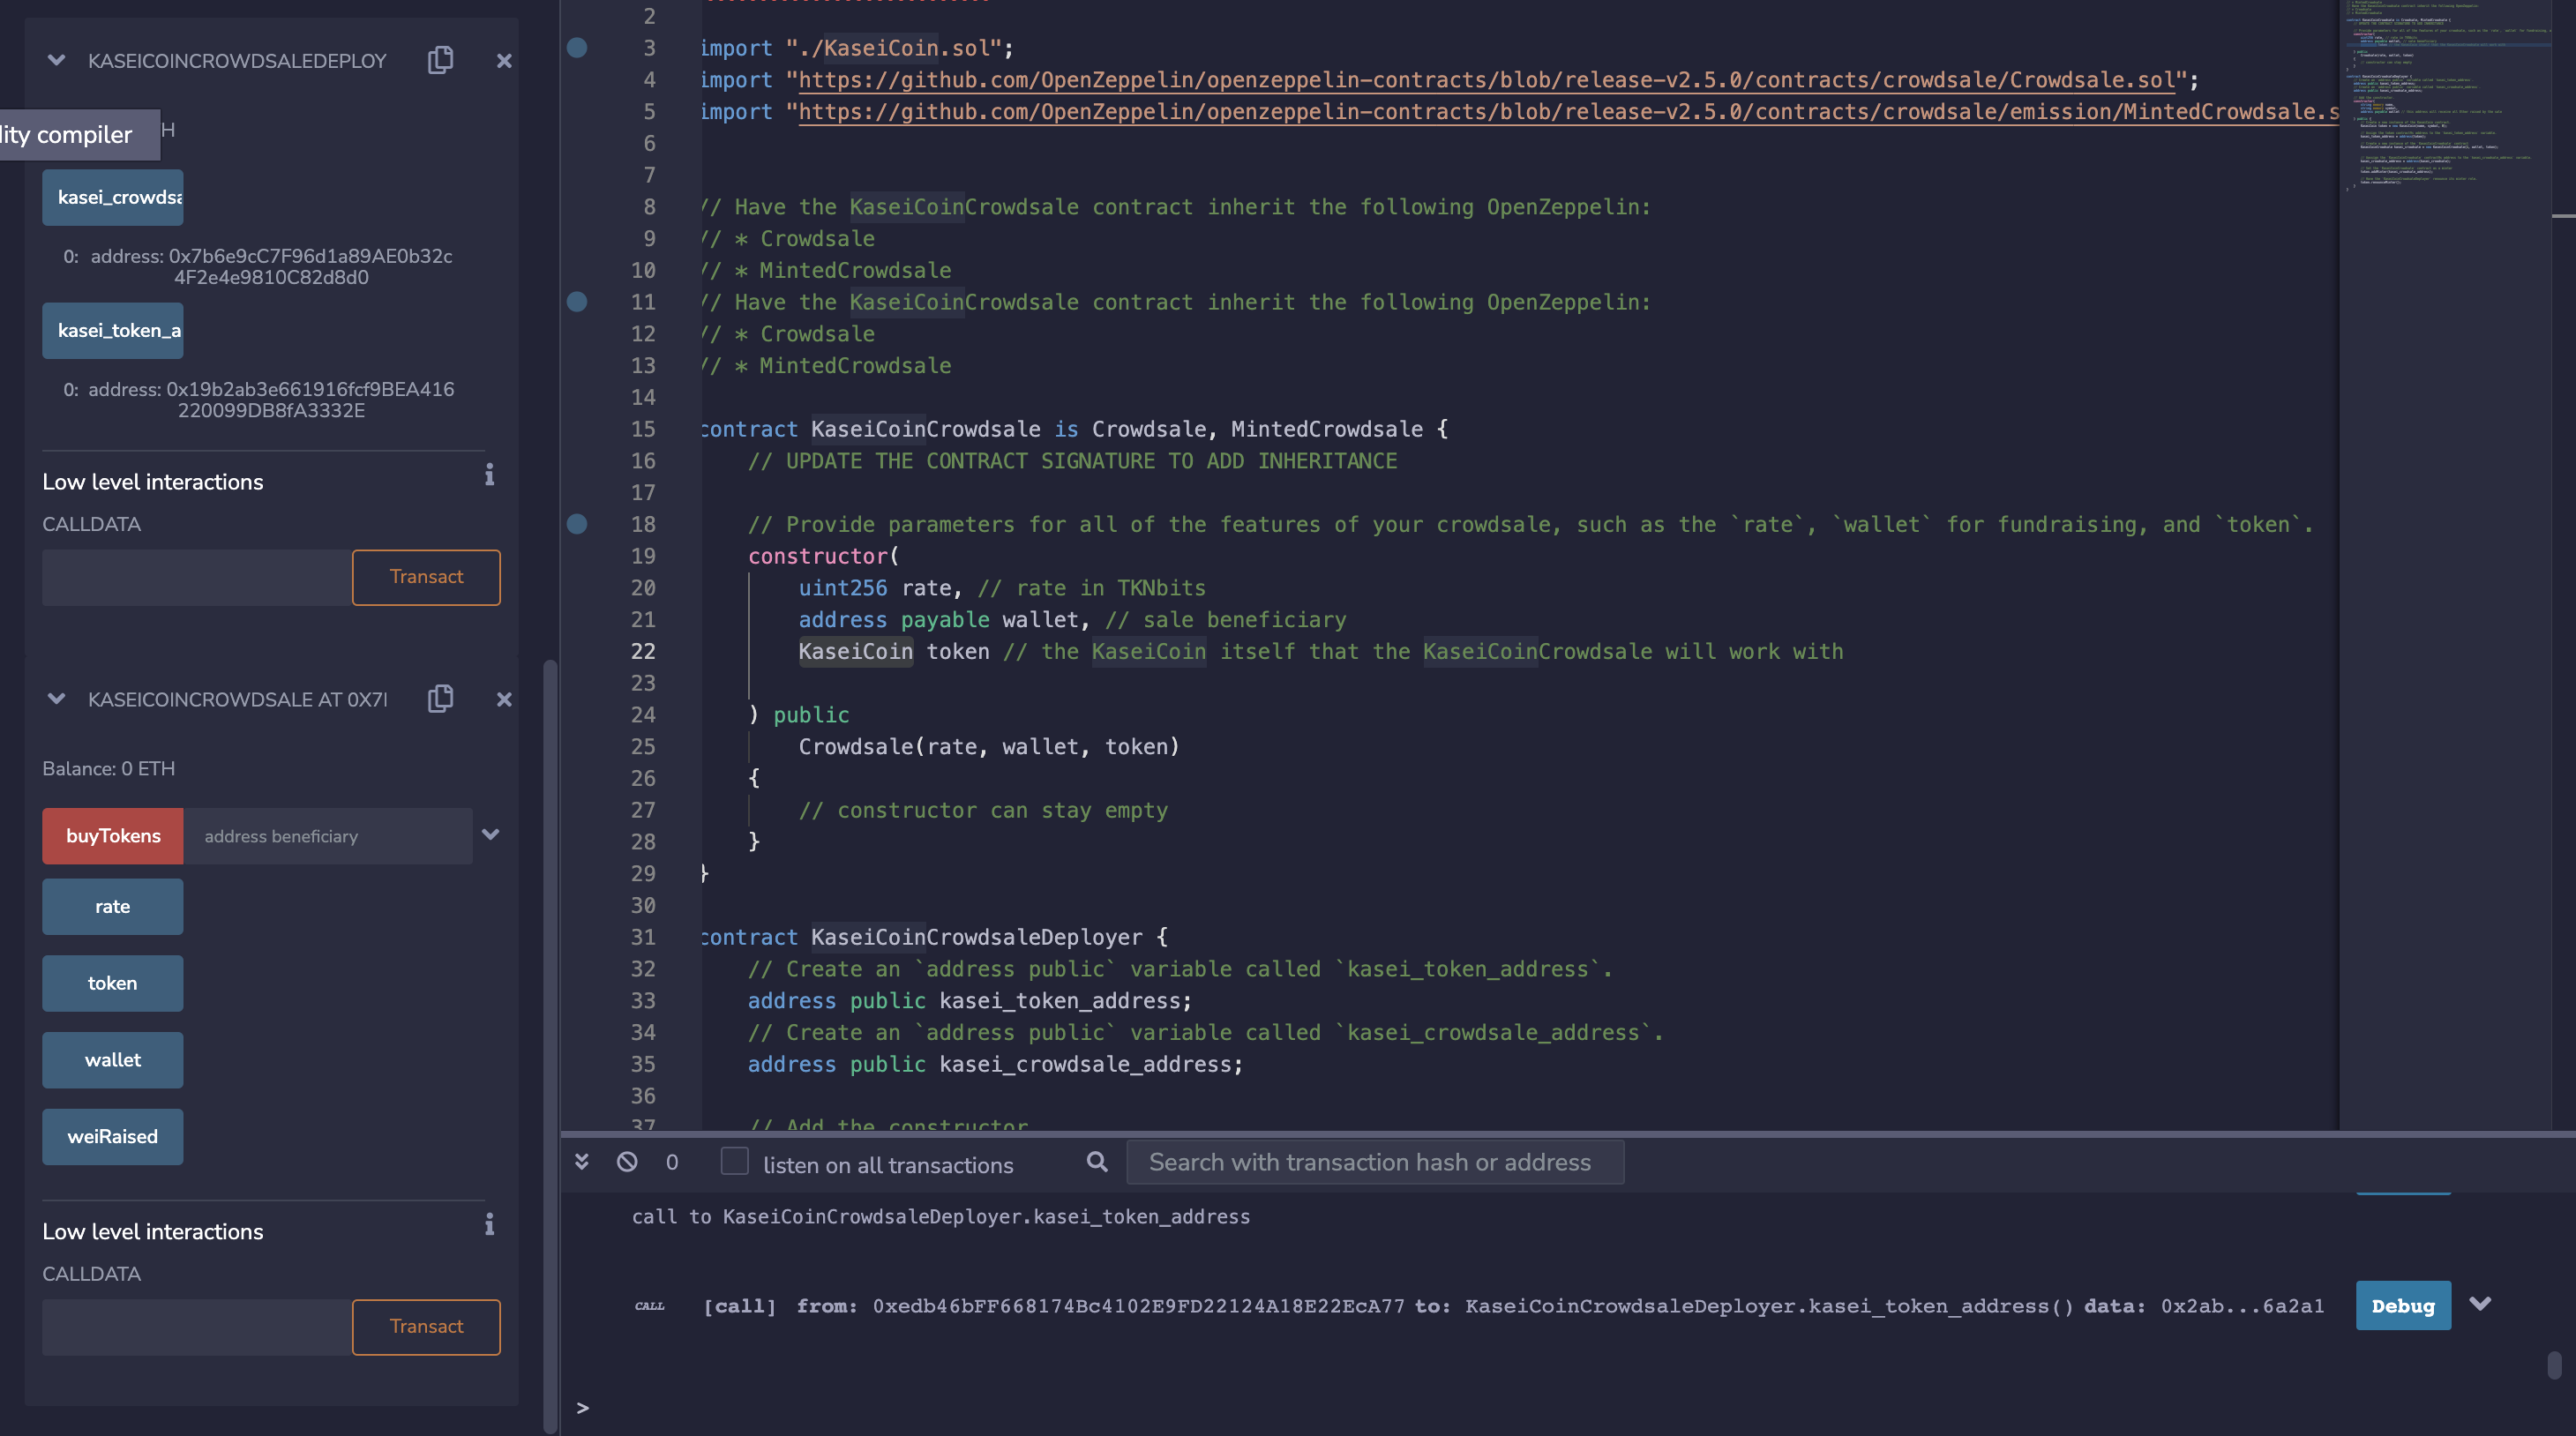 KASEICOINCROWDSALEDEPLOY
lity compiler
H
kasei_crowdsa
0: address: 0x7b6e9cC7F96d1a89AE0b32c
4F2e4e9810C82d8d0
kasei_token_a
0: address: 0x19b2ab3e661916fcf9BEA416
220099DB8fA3332E
Low level interactions
CALLDATA
Transact
KASEICOINCROWDSALE AT 0X7
Balance: 0 ETH
buyTokens address beneficiary
rate
token
wallet
weiRaised
Low level interactions
CALLDATA
Transact
2
3 import "./KaseiCoin.sol";
4 import "https://github.com/OpenZeppelin/openzeppelin-contracts/blob/release-v2.5.0/contracts/crowdsale/Crowdsale.sol";
5 import "https://github.com/OpenZeppelin/openzeppelin-contracts/blob/release-v2.5.0/contracts/crowdsale/emission/MintedCrowdsale.s
6
7
8 // Have the KaseiCoinCrowdsale contract inherit the following OpenZeppelin:
9 // * Crowdsale
10 // * MintedCrowdsale
11 // Have the KaseiCoinCrowdsale contract inherit the following OpenZeppelin:
12 // * Crowdsale
13 // * MintedCrowdsale
14
15 contract KaseiCoinCrowdsale is Crowdsale, MintedCrowdsale {
16 // UPDATE THE CONTRACT SIGNATURE TO ADD INHERITANCE
17
18 // Provide parameters for all of the features of your crowdsale, such as the `rate`, `wallet` for fundraising, and `token`.
19 constructor(
20 uint256 rate, // rate in TKNbits
21 address payable wallet, // sale beneficiary
22 KaseiCoin token // the KaseiCoin itself that the KaseiCoinCrowdsale will work with
23
24 ) public
25 Crowdsale(rate, wallet, token)
26 {
27 // constructor can stay empty
28 }
29 }
30
31 contract KaseiCoinCrowdsaleDeployer {
32 // Create an `address public` variable called `kasei_token_address`.
33 address public kasei_token_address;
34 // Create an `address public` variable called `kasei_crowdsale_address`.
35 address public kasei_crowdsale_address;
36
37 // Add the constructor
0 listen on all transactions Search with transaction hash or address
call to KaseiCoinCrowdsaleDeployer.kasei_token_address
CALL [call] from: 0xedb46bFF668174Bc4102E9FD22124A18E22EcA77 to: KaseiCoinCrowdsaleDeployer.kasei_token_address() data: 0x2ab...6a2a1 Debug
>